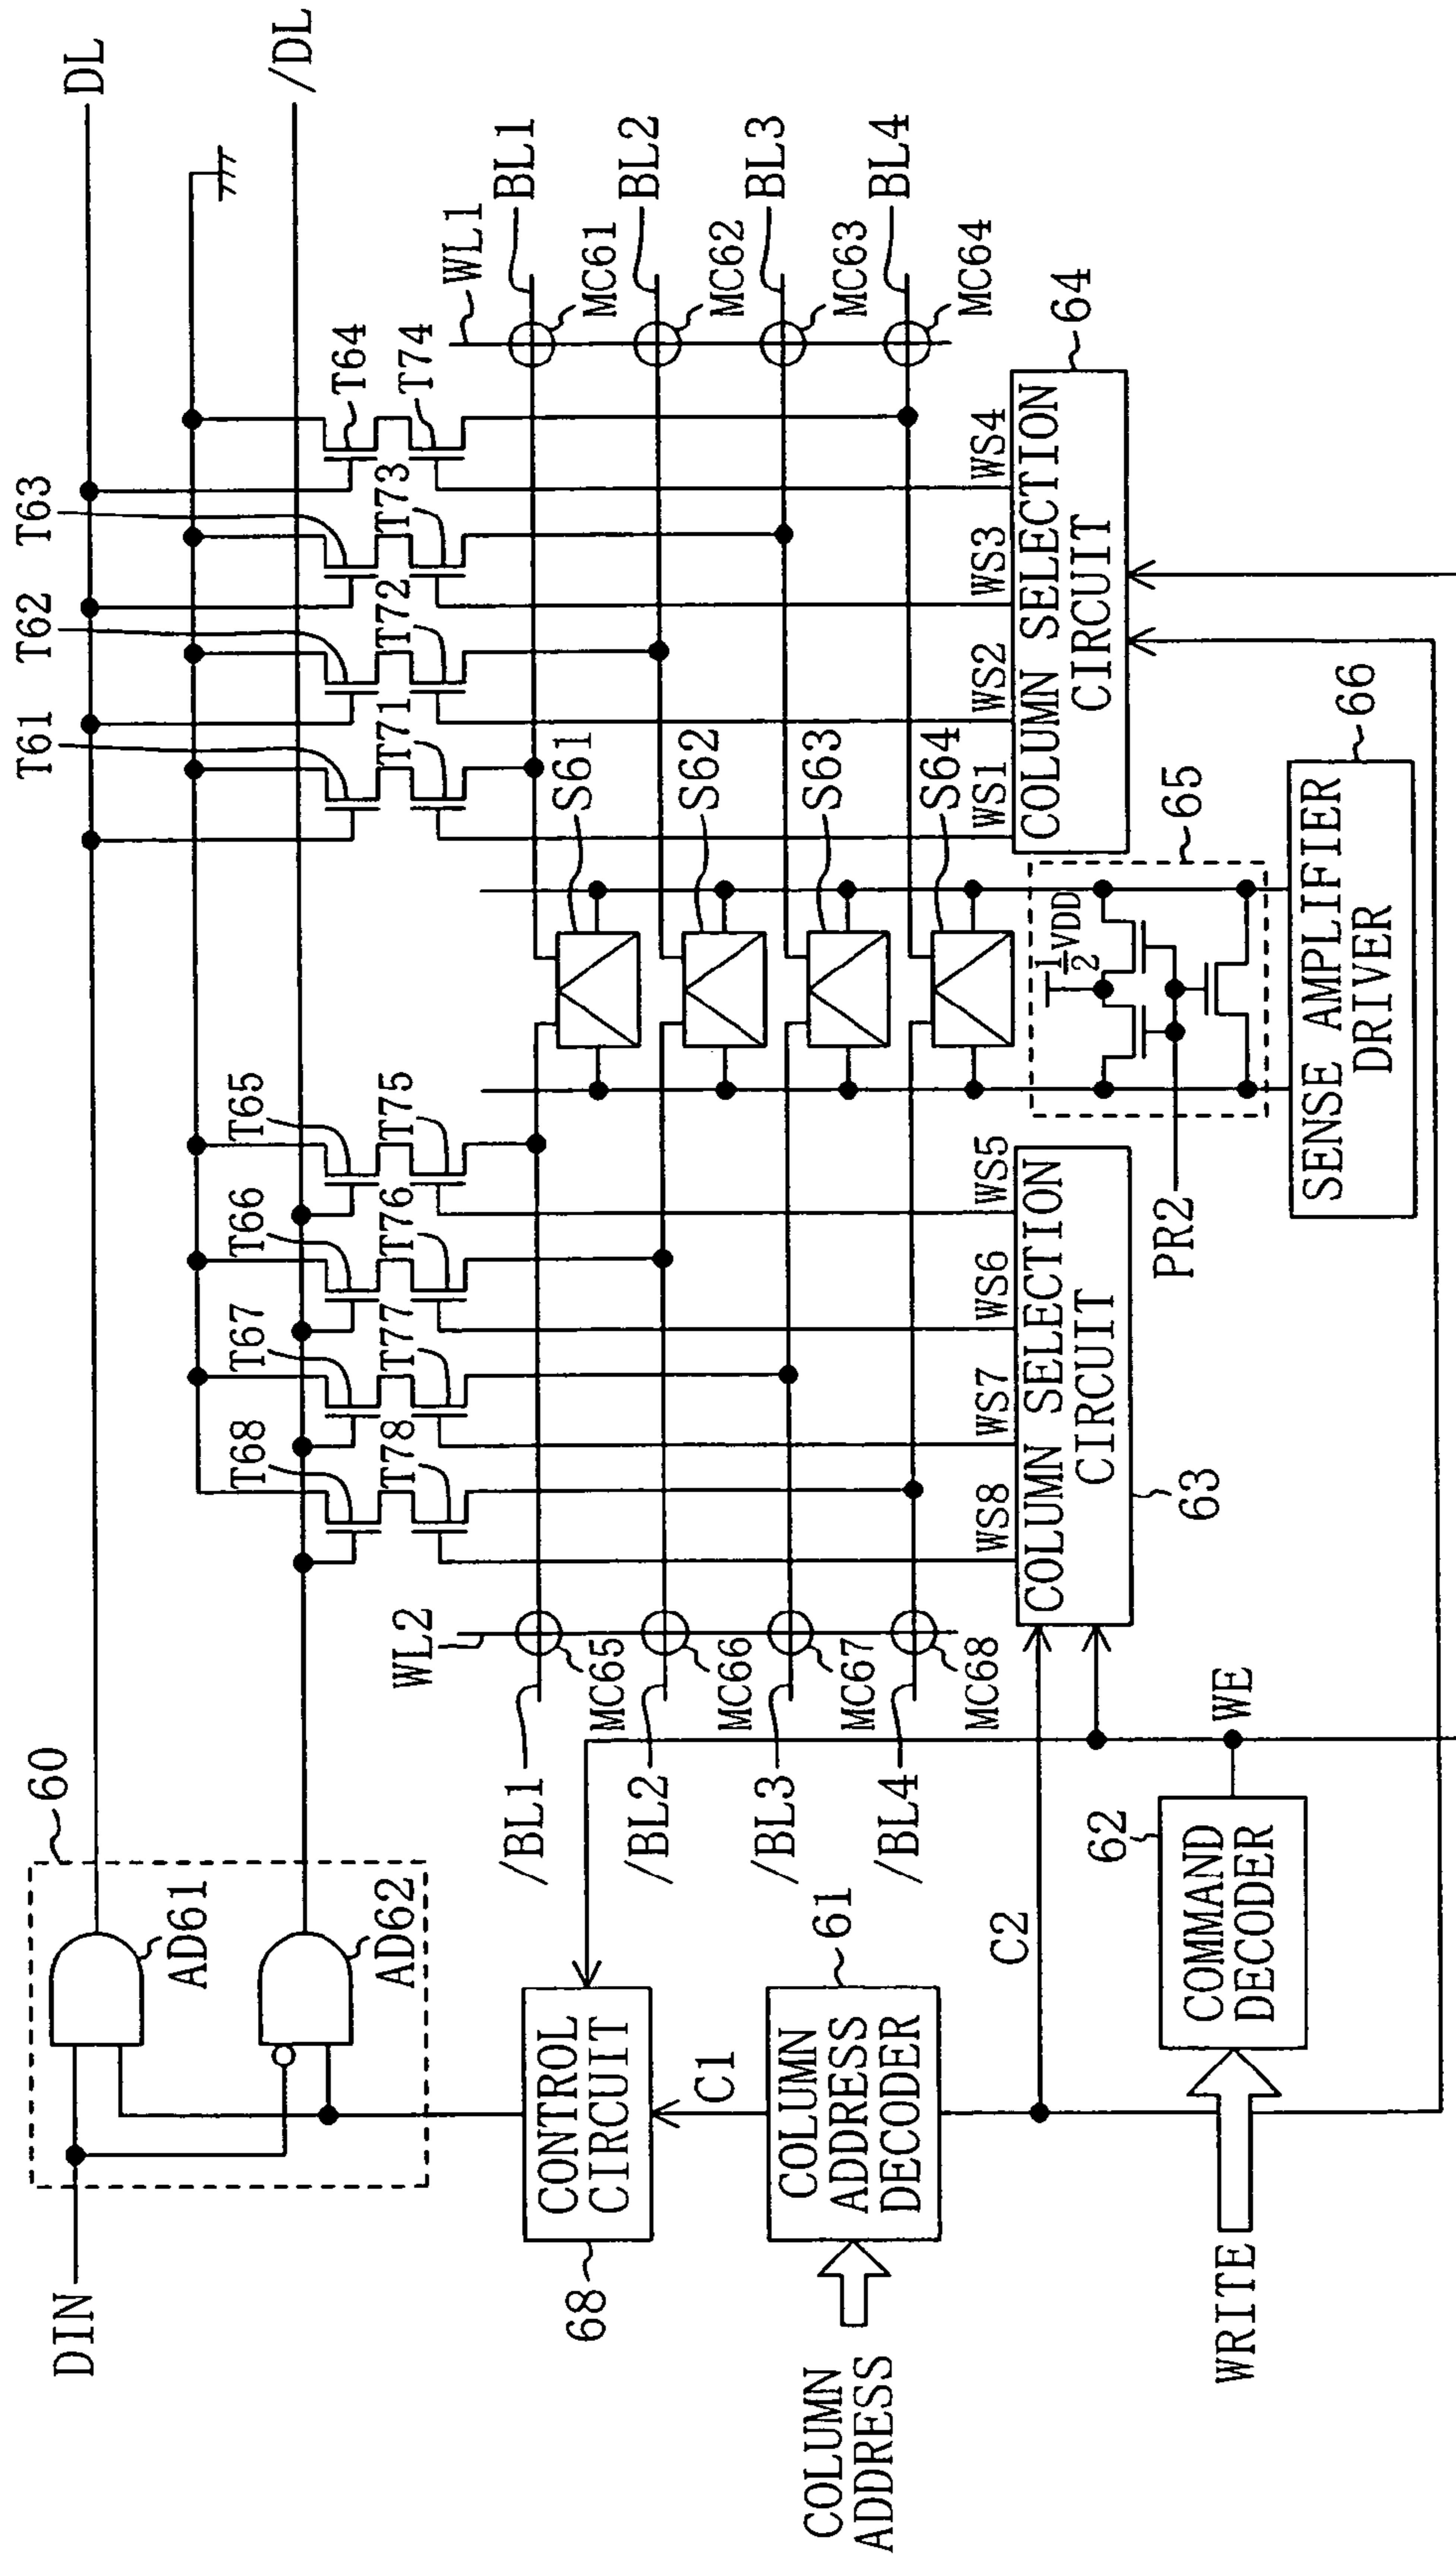 DIN
60
AD61
AD62
DL
/DL
T68
T67
T66
T65
T61
T62
T63
T64
T78
T77
T76
T75
T71
T72
T73
T74
WL2
WL1
/BL1
MC65
S61
MC61
BL1
/BL2
MC66
S62
MC62
BL2
/BL3
MC67
S63
MC63
BL3
/BL4
MC68
S64
MC64
BL4
68
CONTROL
CIRCUIT
C1
COLUMN
ADDRESS
COLUMN
ADDRESS
DECODER
61
C2
WS8
WS7
WS6
WS5
WS1
WS2
WS3
WS4
COLUMN SELECTION
CIRCUIT
63
COLUMN SELECTION
CIRCUIT
64
1/2 VDD
65
PR2
WRITE
COMMAND
DECODER
62
WE
SENSE AMPLIFIER
DRIVER
66